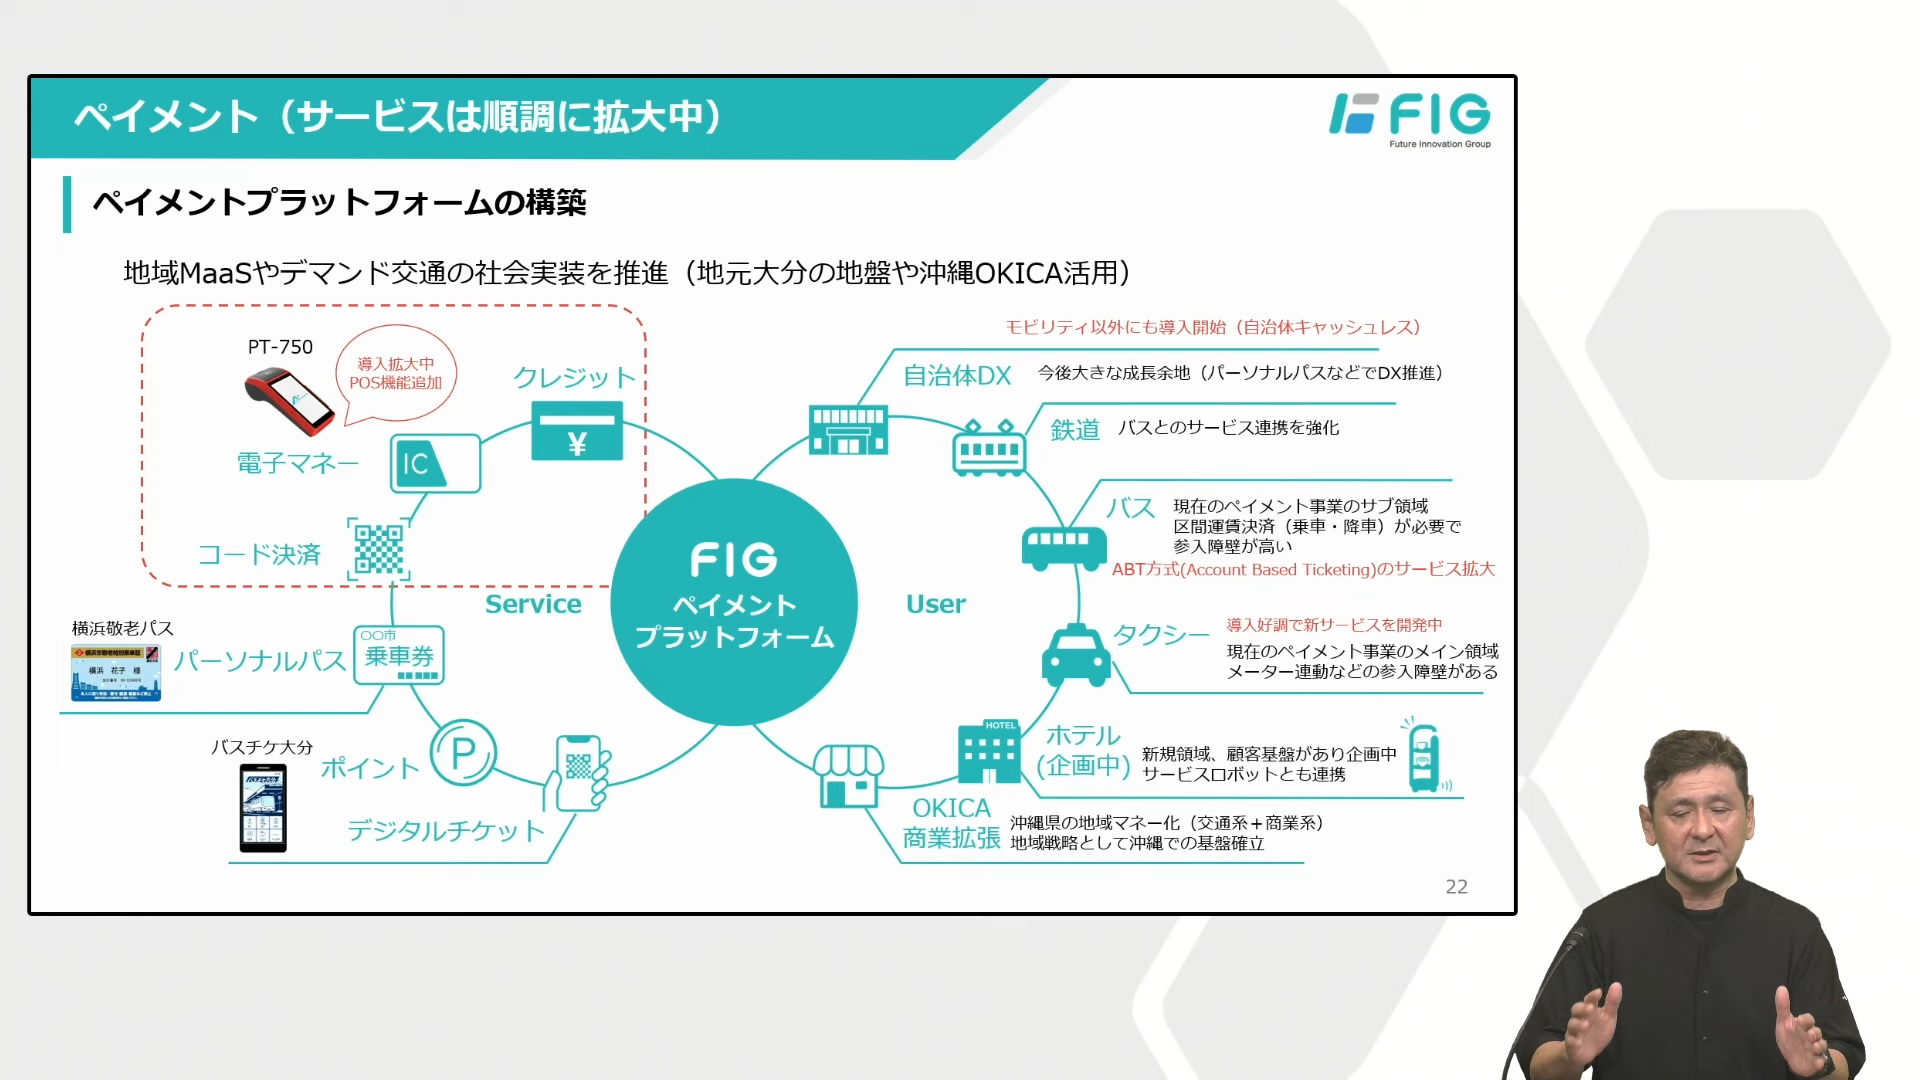 ペイメント（サービスは順調に拡大中）
FIG
Future Innovation Group
ペイメントプラットフォームの構築
地域MaaSやデマンド交通の社会実装を推進（地元大分の地盤や沖縄OKICA活用）
PT-750
導入拡大中
POS機能追加
クレジット
¥
電子マネー
IC
コード決済
Service
横浜敬老パス
パーソナルパス
〇〇市
乗車券
バスチケ大分
ポイント
P
デジタルチケット
FIG
ペイメント
プラットフォーム
User
モビリティ以外にも導入開始（自治体キャッシュレス）
自治体DX
今後大きな成長余地（パーソナルパスなどでDX推進）
鉄道
バスとのサービス連携を強化
バス
現在のペイメント事業のサブ領域
区間運賃決済（乗車・降車）が必要で
参入障壁が高い
ABT方式(Account Based Ticketing)のサービス拡大
タクシー
導入好調で新サービスを開発中
現在のペイメント事業のメイン領域
メーター連動などの参入障壁がある
HOTEL
ホテル
(企画中)
新規領域、顧客基盤があり企画中
サービスロボットとも連携
OKICA
商業拡張
沖縄県の地域マネー化（交通系＋商業系）
地域戦略として沖縄での基盤確立
22